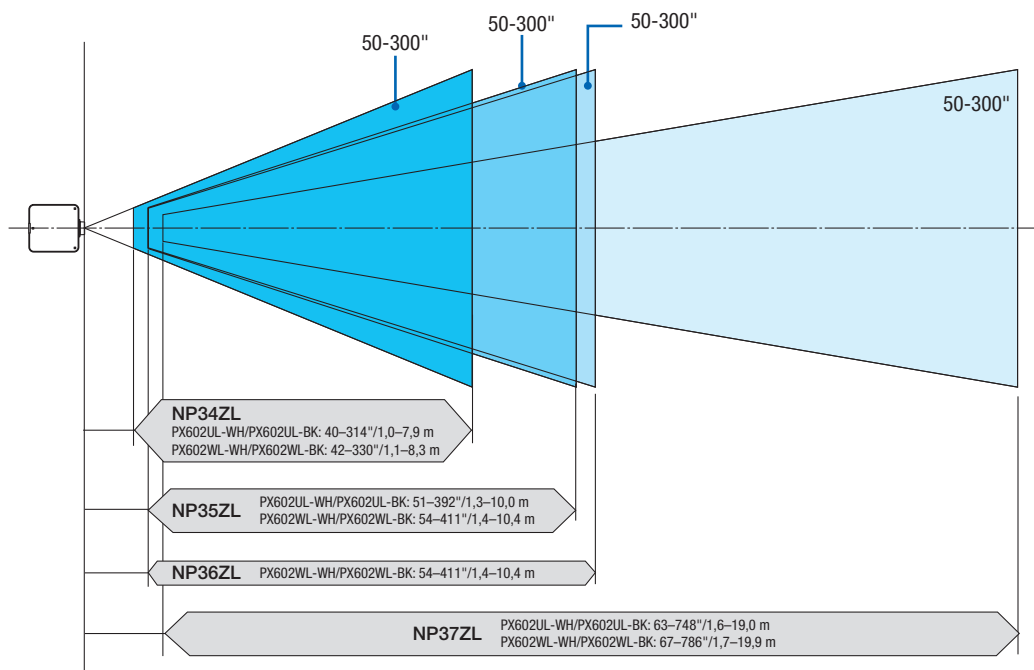 50-300"
50-300"
50-300"
50-300"
NP34ZL
PX602UL-WH/PX602UL-BK: 40–314"/1,0–7,9 m
PX602WL-WH/PX602WL-BK: 42–330"/1,1–8,3 m
NP35ZL
PX602UL-WH/PX602UL-BK: 51–392"/1,3–10,0 m
PX602WL-WH/PX602WL-BK: 54–411"/1,4–10,4 m
NP36ZL
PX602WL-WH/PX602WL-BK: 54–411"/1,4–10,4 m
NP37ZL
PX602UL-WH/PX602UL-BK: 63–748"/1,6–19,0 m
PX602WL-WH/PX602WL-BK: 67–786"/1,7–19,9 m